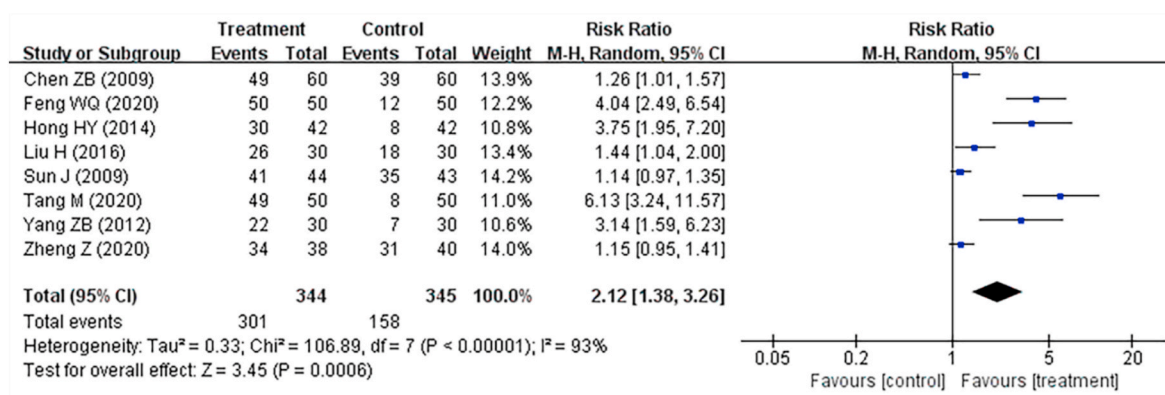 Treatment Control Risk Ratio Risk Ratio
Study or Subgroup Events Total Events Total Weight M-H, Random, 95% CI M-H, Random, 95% CI
Chen ZB (2009) 49 60 39 60 13.9% 1.26 [1.01, 1.57]
Feng WQ (2020) 50 50 12 50 12.2% 4.04 [2.49, 6.54]
Hong HY (2014) 30 42 8 42 10.8% 3.75 [1.95, 7.20]
Liu H (2016) 26 30 18 30 13.4% 1.44 [1.04, 2.00]
Sun J (2009) 41 44 35 43 14.2% 1.14 [0.97, 1.35]
Tang M (2020) 49 50 8 50 11.0% 6.13 [3.24, 11.57]
Yang ZB (2012) 22 30 7 30 10.6% 3.14 [1.59, 6.23]
Zheng Z (2020) 34 38 31 40 14.0% 1.15 [0.95, 1.41]
Total (95% CI) 344 345 100.0% 2.12 [1.38, 3.26]
Total events 301 158
Heterogeneity: Tau² = 0.33; Chi² = 106.89, df = 7 (P < 0.00001); I² = 93%
Test for overall effect: Z = 3.45 (P = 0.0006)
0.05 0.2 1 5 20
Favours [control] Favours [treatment]